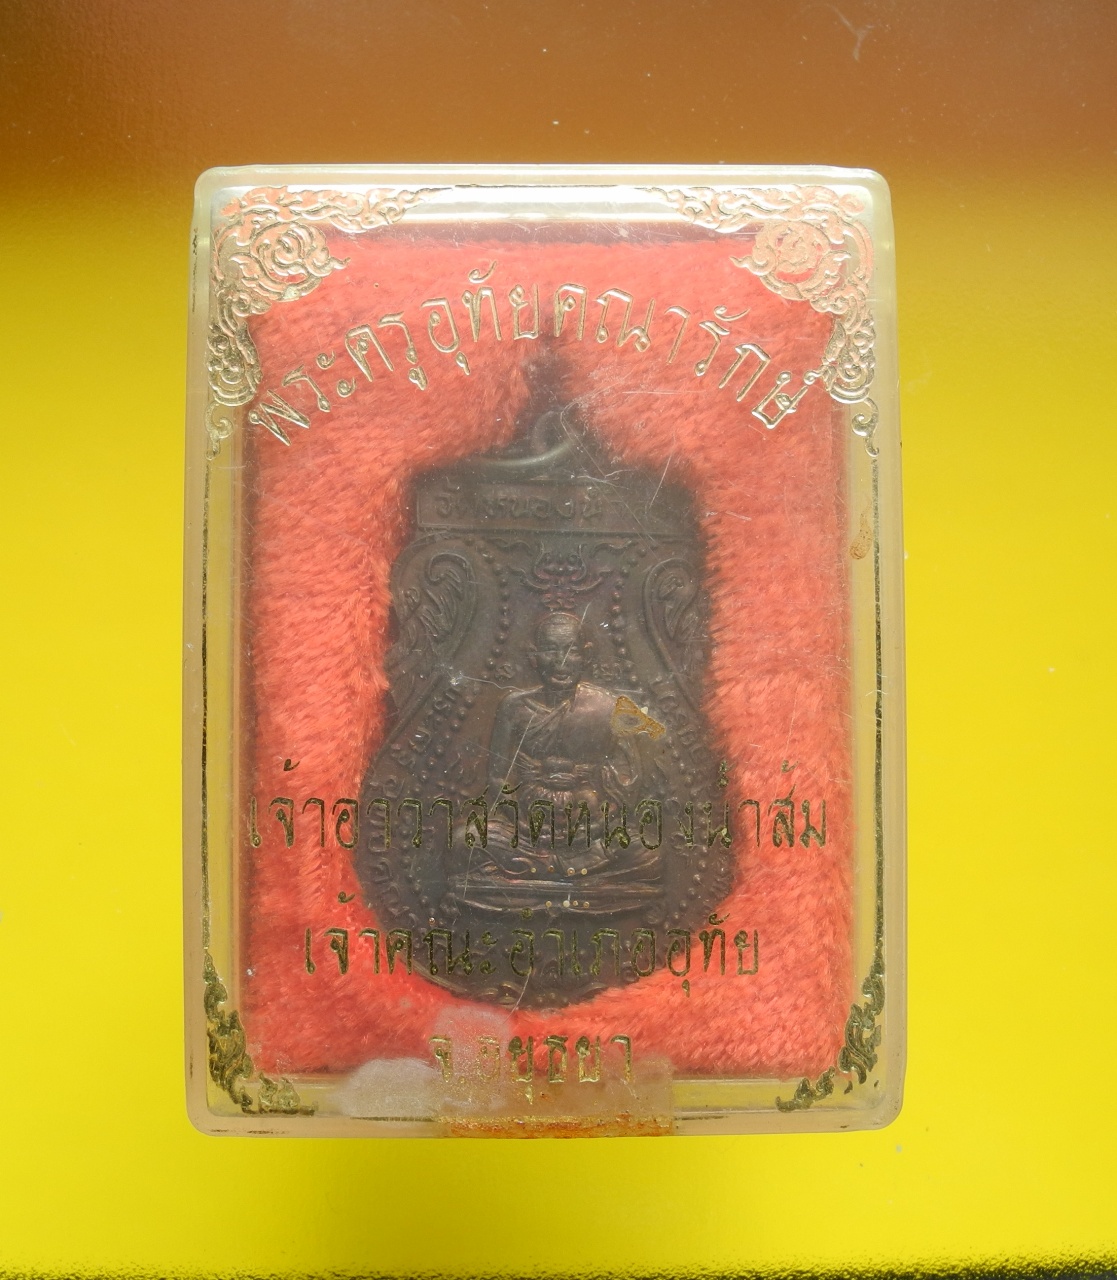 พระครูอุทัยคณารักษ์
เจ้าอาวาสวัดหนองน้ำส้ม
เจ้าคณะอำเภออุทัย
จ.อยุธยา